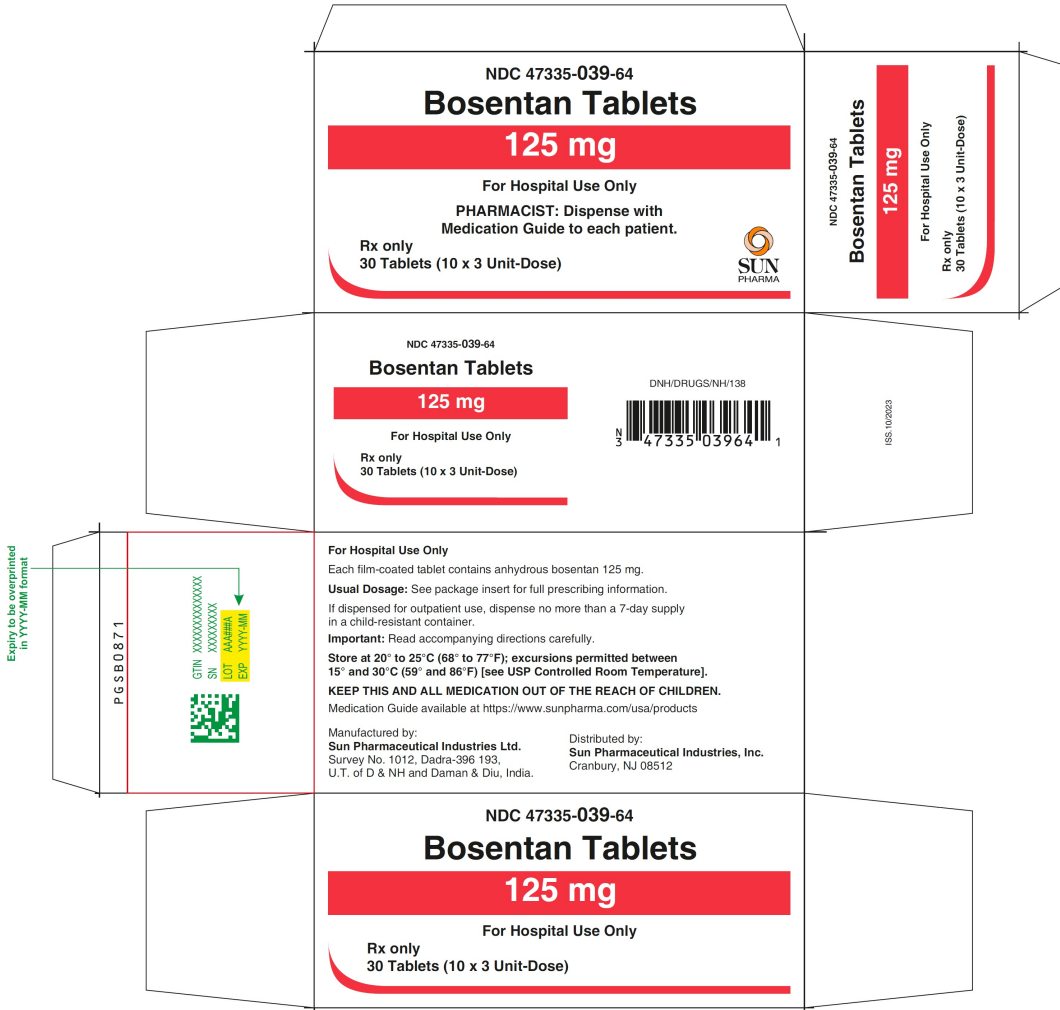 NDC 47335-039-64
Bosentan Tablets
125 mg
For Hospital Use Only
PHARMACIST: Dispense with
Medication Guide to each patient.
Rx only
30 Tablets (10 x 3 Unit-Dose)
SUN
PHARMA
NDC 47335-039-64
Bosentan Tablets
125 mg
For Hospital Use Only
Rx only
30 Tablets (10 x 3 Unit-Dose)
NDC 47335-039-64
Bosentan Tablets
125 mg
For Hospital Use Only
Rx only
30 Tablets (10 x 3 Unit-Dose)
DNH/DRUGS/NH/138
N
3 47335 03964 1
ISS.10/2023
Expiry to be overprinted
in YYYY-MM format
PGSB0871
GTIN XXXXXXXXXXXXXX
SN XXXXXXXXX
LOT AAA###A
EXP YYYY-MM
For Hospital Use Only
Each film-coated tablet contains anhydrous bosentan 125 mg.
Usual Dosage: See package insert for full prescribing information.
If dispensed for outpatient use, dispense no more than a 7-day supply
in a child-resistant container.
Important: Read accompanying directions carefully.
Store at 20° to 25°C (68° to 77°F); excursions permitted between
15° and 30°C (59° and 86°F) [see USP Controlled Room Temperature].
KEEP THIS AND ALL MEDICATION OUT OF THE REACH OF CHILDREN.
Medication Guide available at https://www.sunpharma.com/usa/products
Manufactured by:
Sun Pharmaceutical Industries Ltd.
Survey No. 1012, Dadra-396 193,
U.T. of D & NH and Daman & Diu, India.
Distributed by:
Sun Pharmaceutical Industries, Inc.
Cranbury, NJ 08512
NDC 47335-039-64
Bosentan Tablets
125 mg
For Hospital Use Only
Rx only
30 Tablets (10 x 3 Unit-Dose)